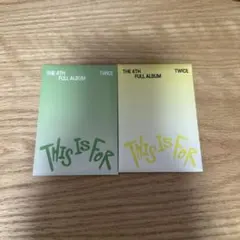 THE 4TH
FULL ALBUM
TWICE
THIS IS FOR
THE 4TH
FULL ALBUM
TWICE
THIS IS FOR